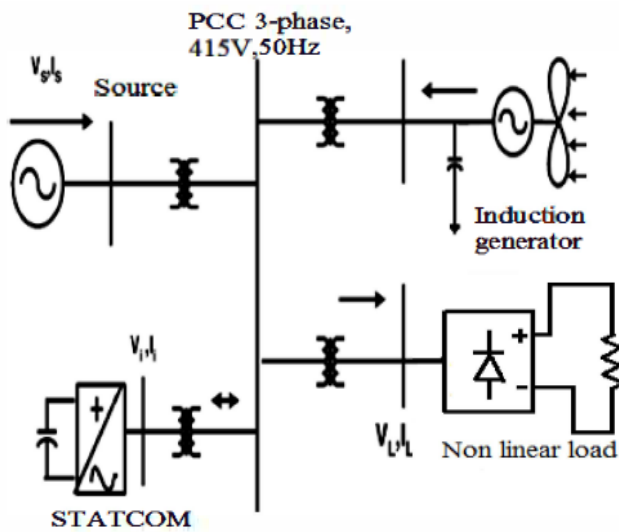 PCC 3-phase,
415V,50Hz
Vs,Is
Source
Induction
generator
Vi,Ii
VL,IL
+
-
Non linear load
+
STATCOM